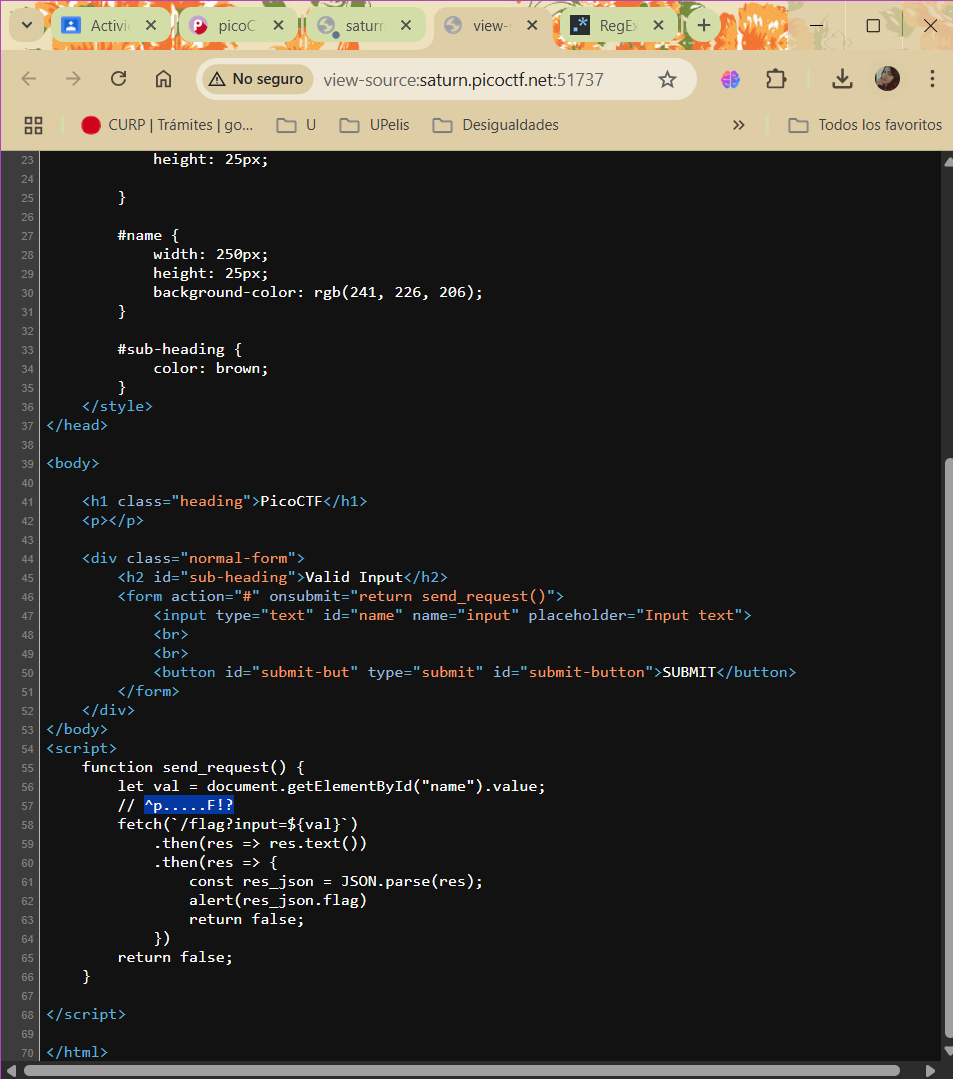 Activi
picoC
saturr
view-
RegEx
No seguro
view-source:saturn.picoctf.net:51737
CURP | Trámites | go...
U
UPelis
Desigualdades
»
Todos los favoritos
23 height: 25px;
24
25 }
26
27 #name {
28 width: 250px;
29 height: 25px;
30 background-color: rgb(241, 226, 206);
31 }
32
33 #sub-heading {
34 color: brown;
35 }
36 </style>
37 </head>
38
39 <body>
40
41 <h1 class="heading">PicoCTF</h1>
42 <p></p>
43
44 <div class="normal-form">
45 <h2 id="sub-heading">Valid Input</h2>
46 <form action="#" onsubmit="return send_request()">
47 <input type="text" id="name" name="input" placeholder="Input text">
48 <br>
49 <br>
50 <button id="submit-but" type="submit" id="submit-button">SUBMIT</button>
51 </form>
52 </div>
53 </body>
54 <script>
55 function send_request() {
56 let val = document.getElementById("name").value;
57 // ^p.....F!?
58 fetch(`/flag?input=${val}`)
59 .then(res => res.text())
60 .then(res => {
61 const res_json = JSON.parse(res);
62 alert(res_json.flag)
63 return false;
64 })
65 return false;
66 }
67
68 </script>
69
70 </html>